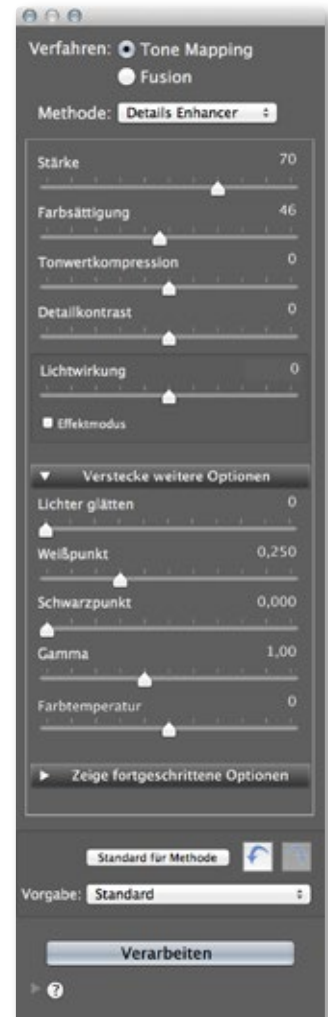 Verfahren: Tone Mapping
Fusion
Methode: Details Enhancer
Stärke 70
Farbsättigung 46
Tonwertkompression 0
Detailkontrast 0
Lichtwirkung 0
Effektmodus
Verstecke weitere Optionen
Lichter glätten 0
Weißpunkt 0,250
Schwarzpunkt 0,000
Gamma 1,00
Farbtemperatur 0
Zeige fortgeschrittene Optionen
Standard für Methode
Vorgabe: Standard
Verarbeiten
?